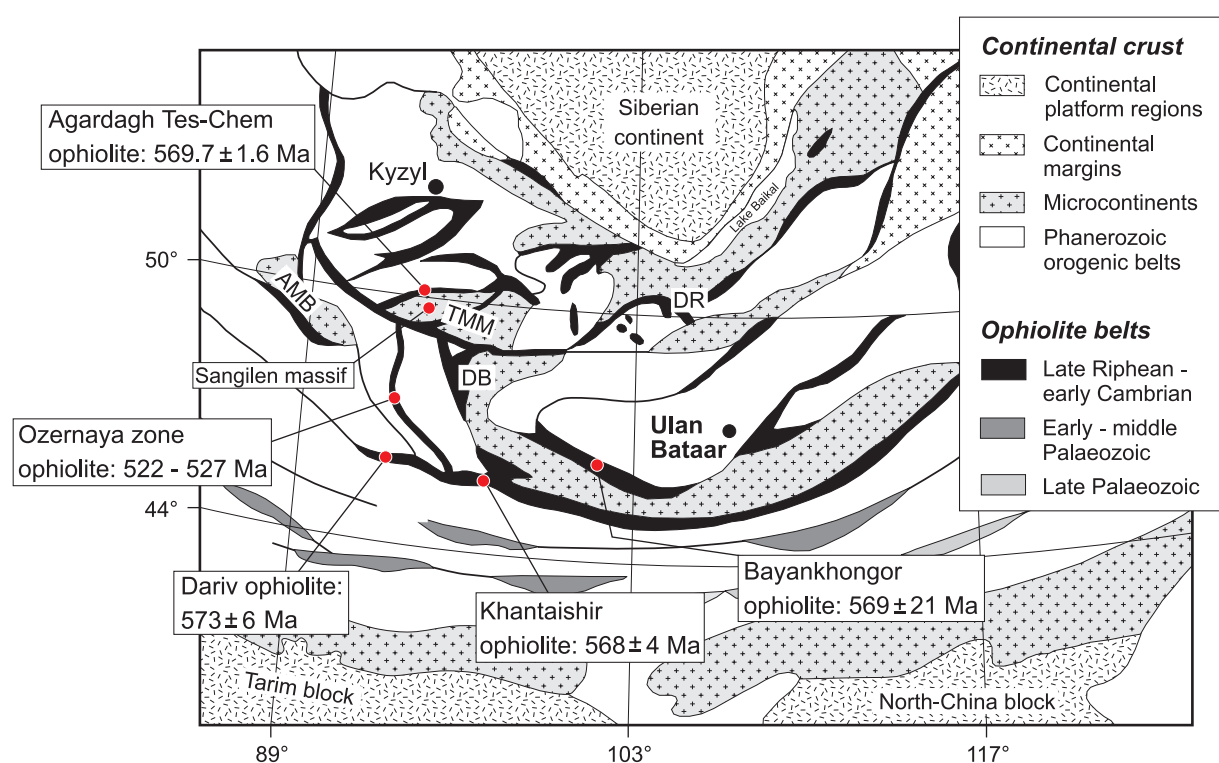 Agardagh Tes-Chem
ophiolite: 569.7 ± 1.6 Ma
Kyzyl
Siberian
continent
Lake Baikal
50°
AMB
TMM
DR
Sangilen massif
DB
Ozernaya zone
ophiolite: 522 - 527 Ma
Ulan
Bataar
44°
Dariv ophiolite:
573 ± 6 Ma
Khantaishir
ophiolite: 568 ± 4 Ma
Bayankhongor
ophiolite: 569 ± 21 Ma
Tarim block
North-China block
89°
103°
117°
Continental crust
Continental
platform regions
Continental
margins
Microcontinents
Phanerozoic
orogenic belts
Ophiolite belts
Late Riphean -
early Cambrian
Early - middle
Palaeozoic
Late Palaeozoic